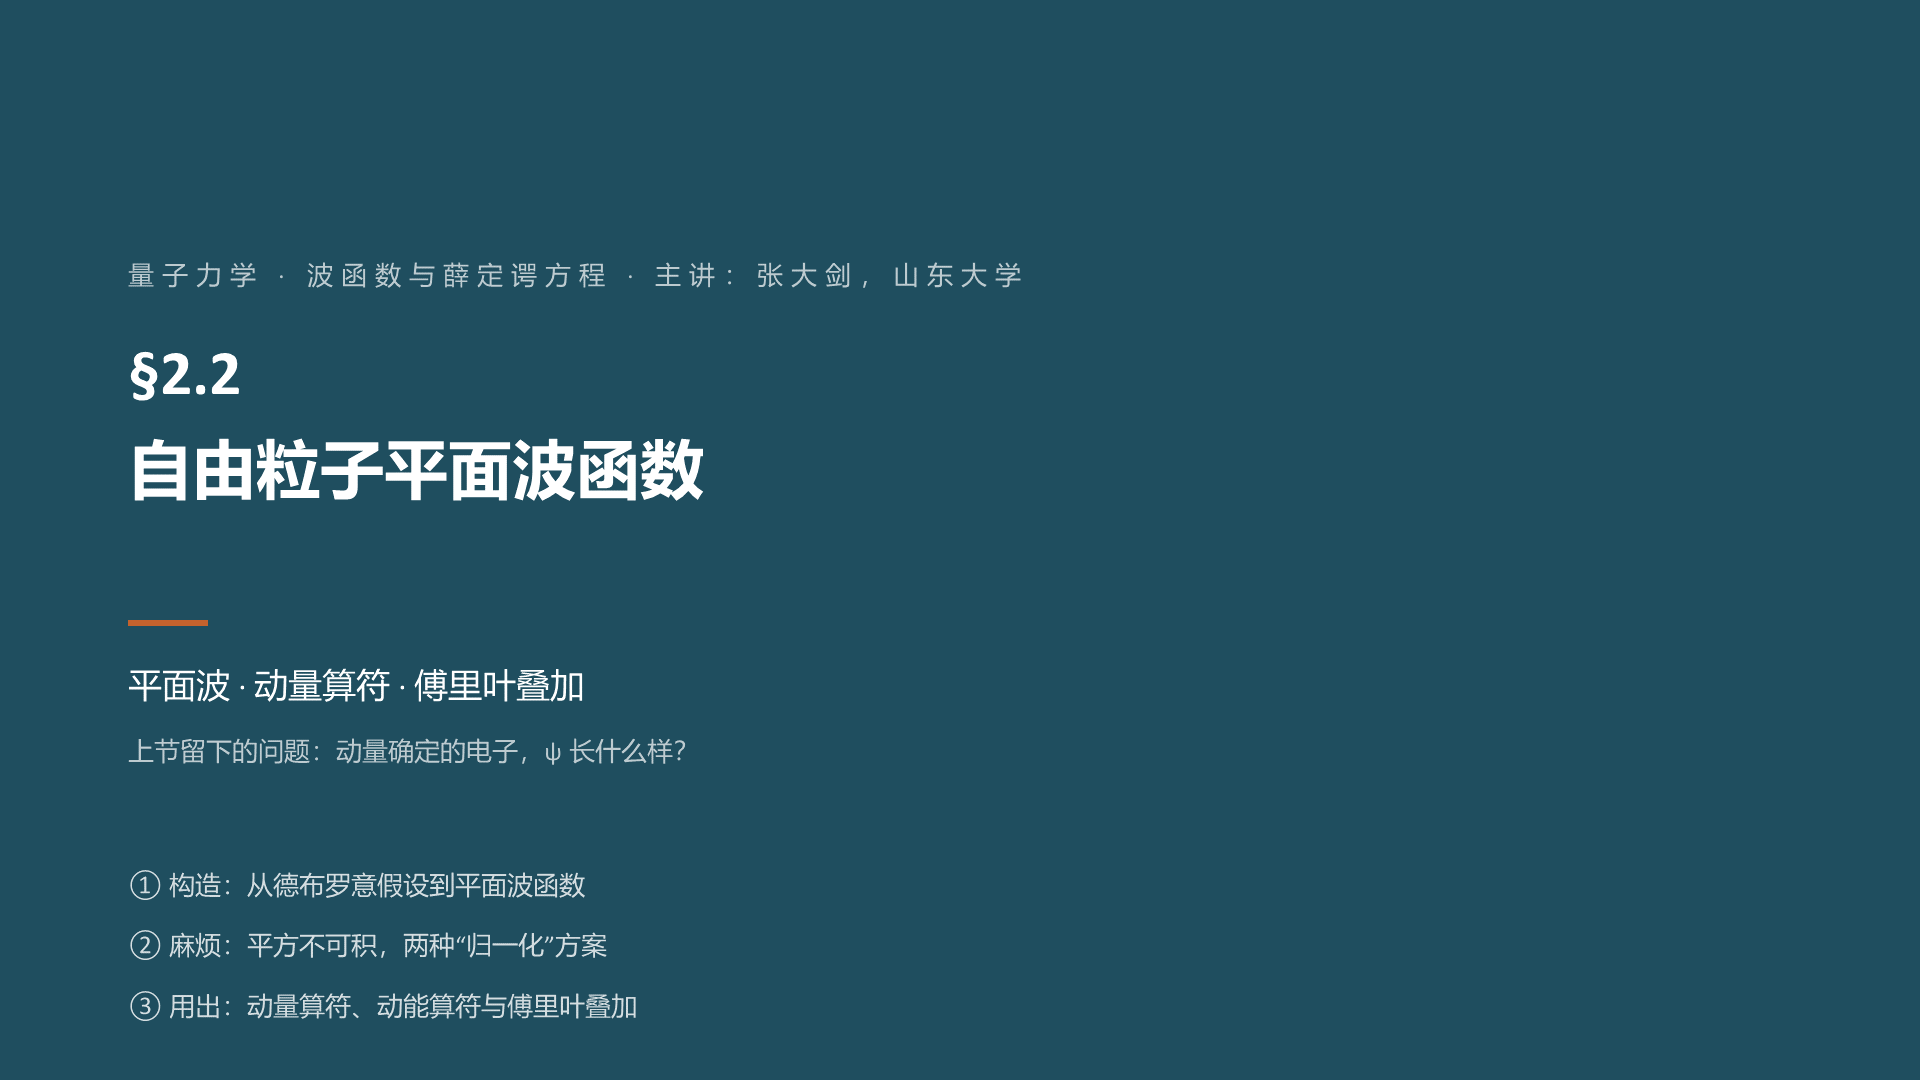 量子力学 · 波函数与薛定谔方程 · 主讲：张大剑，山东大学
§2.2
自由粒子平面波函数
平面波 · 动量算符 · 傅里叶叠加
上节留下的问题：动量确定的电子，ψ 长什么样？
① 构造：从德布罗意假设到平面波函数
② 麻烦：平方不可积，两种“归一化”方案
③ 用出：动量算符、动能算符与傅里叶叠加